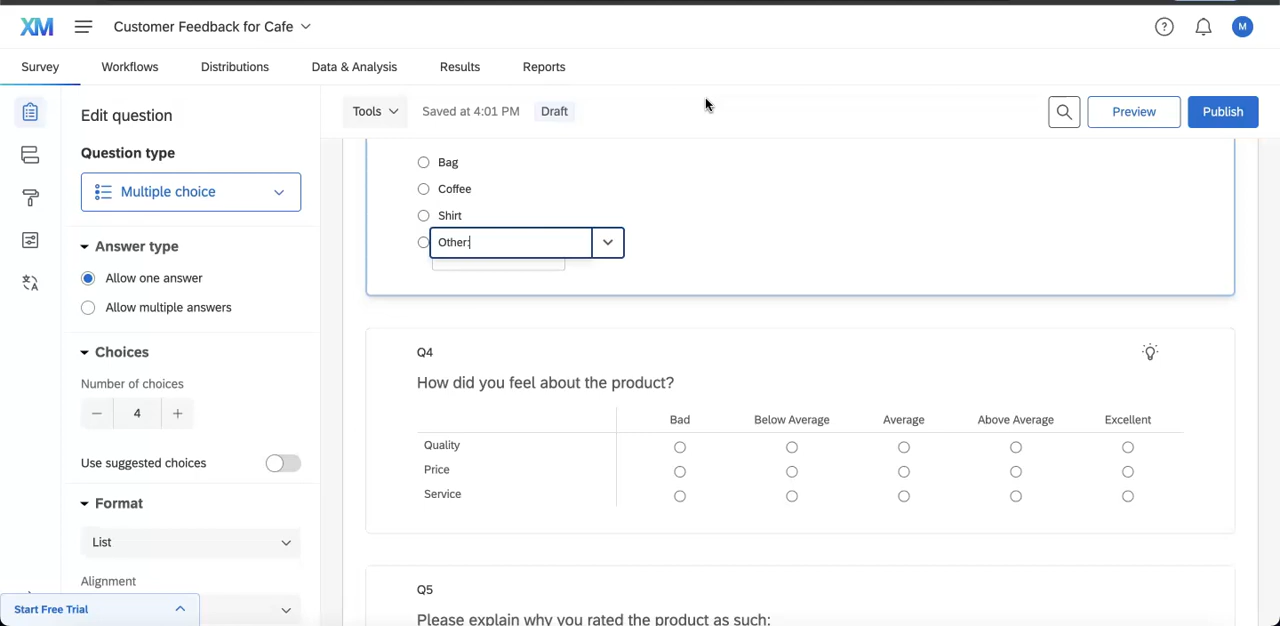 XM
Customer Feedback for Cafe
?
M
Survey
Workflows
Distributions
Data & Analysis
Results
Reports
Edit question
Tools
Saved at 4:01 PM
Draft
Preview
Publish
Question type
Multiple choice
Answer type
Allow one answer
Allow multiple answers
Choices
Number of choices
− 4 +
Use suggested choices
Format
List
Alignment
Start Free Trial
Bag
Coffee
Shirt
Other:
Q4
How did you feel about the product?
Bad Below Average Average Above Average Excellent
Quality
Price
Service
Q5
Please explain why you rated the product as such: